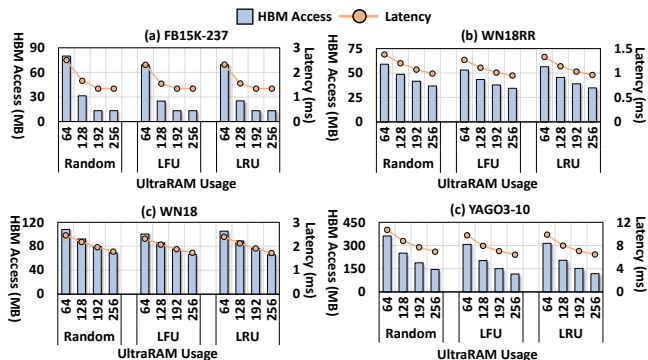 HBM Access Latency
(a) FB15K-237
HBM Access (MB)
90
60
30
0
3
2
1
0
Latency (ms)
64 128 192 256 64 128 192 256 64 128 192 256
Random LFU LRU
UltraRAM Usage
HBM Access Latency
(b) WN18RR
HBM Access (MB)
75
50
25
0
1.5
1
0.5
0
Latency (ms)
64 128 192 256 64 128 192 256 64 128 192 256
Random LFU LRU
UltraRAM Usage
(c) WN18
HBM Access (MB)
120
80
40
0
3
2
1
0
Latency (ms)
64 128 192 256 64 128 192 256 64 128 192 256
Random LFU LRU
UltraRAM Usage
(c) YAGO3-10
HBM Access (MB)
450
300
150
0
12
8
4
0
Latency (ms)
64 128 192 256 64 128 192 256 64 128 192 256
Random LFU LRU
UltraRAM Usage